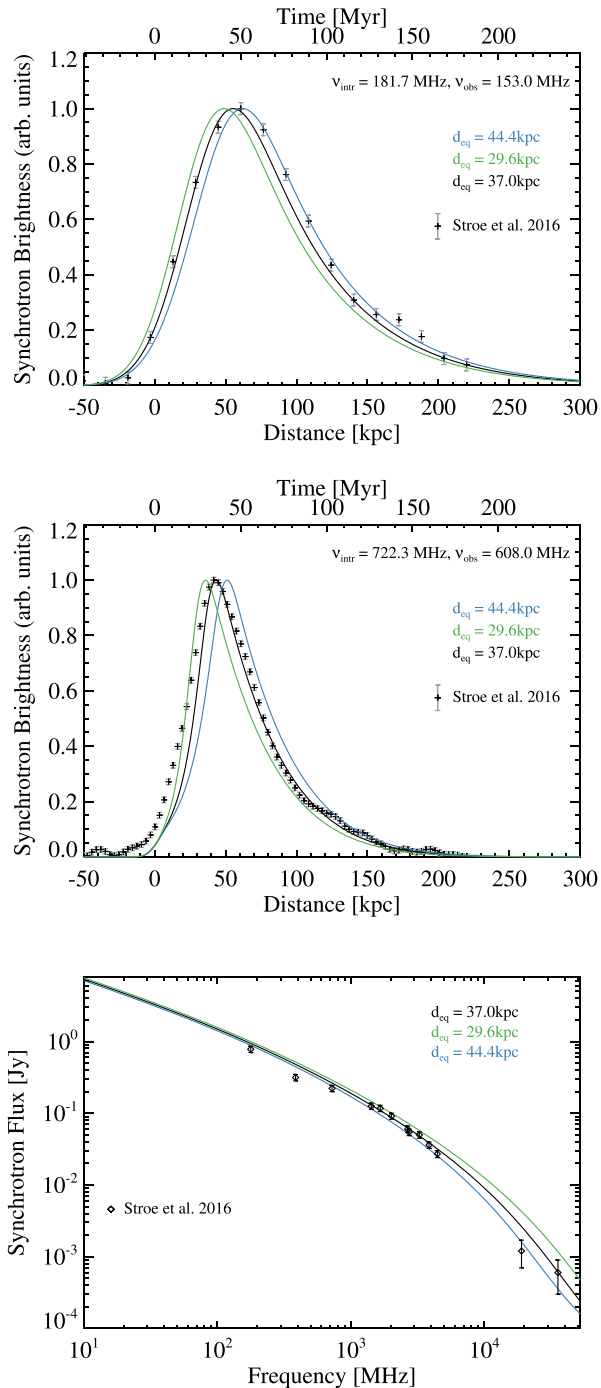 Time [Myr]
0 50 100 150 200
1.2
1.0
0.8
0.6
0.4
0.2
0.0
Synchrotron Brightness (arb. units)
ν_intr = 181.7 MHz, ν_obs = 153.0 MHz
d_eq = 44.4kpc
d_eq = 29.6kpc
d_eq = 37.0kpc
Stroe et al. 2016
-50 0 50 100 150 200 250 300
Distance [kpc]
Time [Myr]
0 50 100 150 200
1.2
1.0
0.8
0.6
0.4
0.2
0.0
Synchrotron Brightness (arb. units)
ν_intr = 722.3 MHz, ν_obs = 608.0 MHz
d_eq = 44.4kpc
d_eq = 29.6kpc
d_eq = 37.0kpc
Stroe et al. 2016
-50 0 50 100 150 200 250 300
Distance [kpc]
10^0
10^-1
10^-2
10^-3
10^-4
Synchrotron Flux [Jy]
d_eq = 37.0kpc
d_eq = 29.6kpc
d_eq = 44.4kpc
Stroe et al. 2016
10^1 10^2 10^3 10^4
Frequency [MHz]